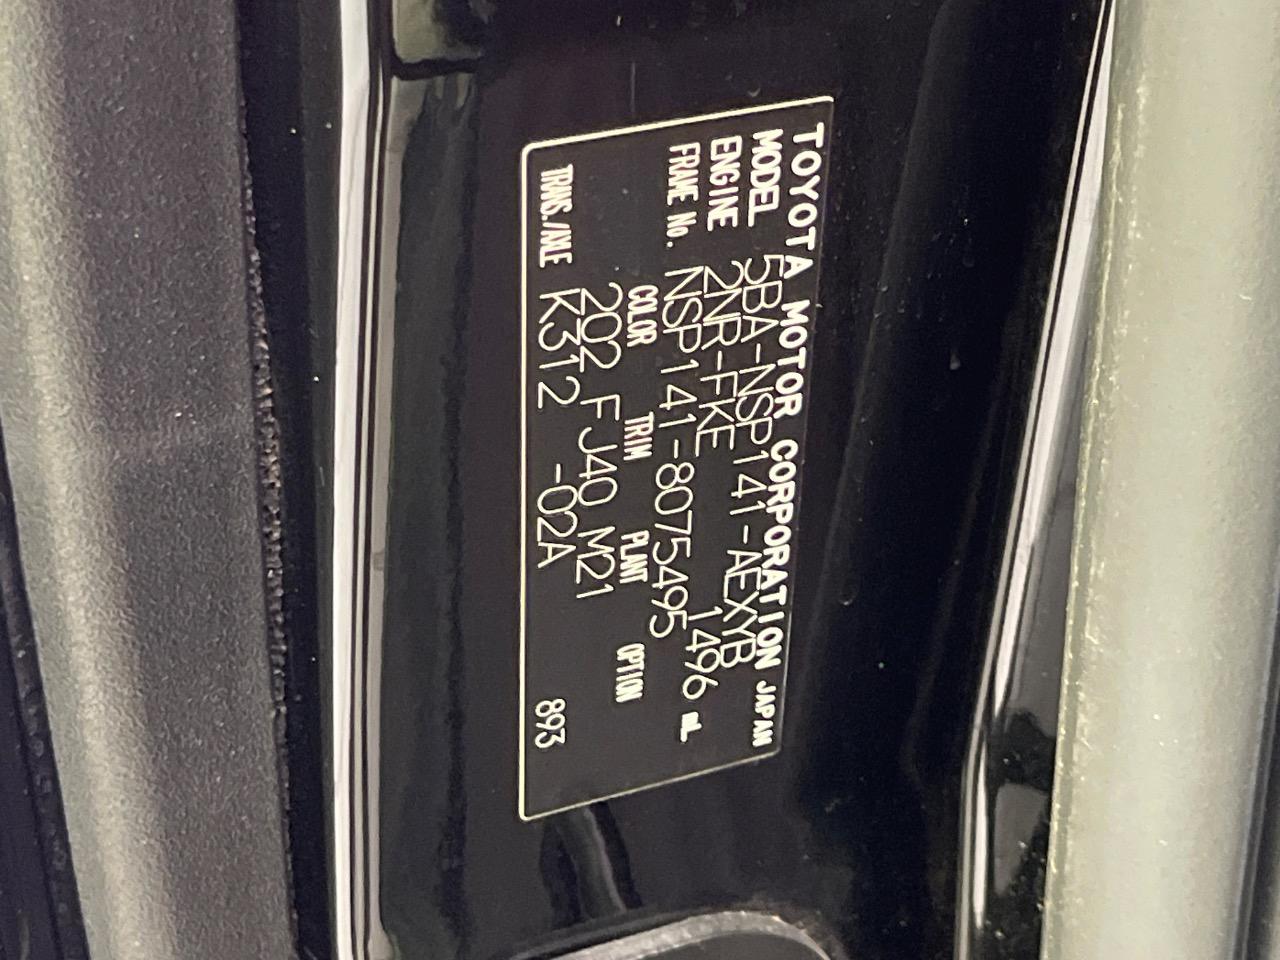 TOYOTA MOTOR CORPORATION JAPAN
MODEL 5BA-NSP141-AEXYB
ENGINE 2NR-FKE 1496 mL
FRAME No. NSP141-8075495
COLOR TRIM PLANT OPTION
202 FJ40 M21
TRANS./AXLE K312 -02A 893